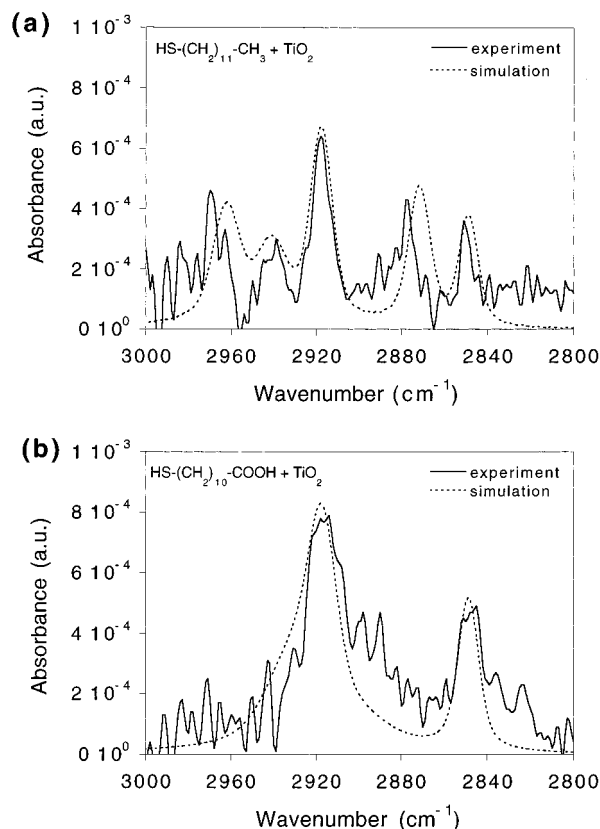 (a)
1 10⁻³
HS-(CH₂)₁₁-CH₃ + TiO₂
experiment
simulation
8 10⁻⁴
6 10⁻⁴
4 10⁻⁴
2 10⁻⁴
0 10⁰
Absorbance (a.u.)
3000 2960 2920 2880 2840 2800
Wavenumber (cm⁻¹)
(b)
1 10⁻³
HS-(CH₂)₁₀-COOH + TiO₂
experiment
simulation
8 10⁻⁴
6 10⁻⁴
4 10⁻⁴
2 10⁻⁴
0 10⁰
Absorbance (a.u.)
3000 2960 2920 2880 2840 2800
Wavenumber (cm⁻¹)